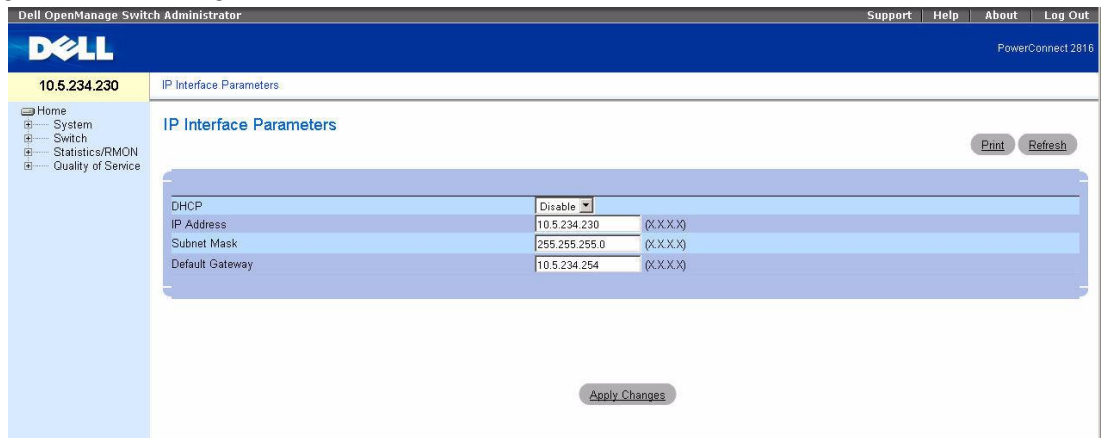 Dell OpenManage Switch Administrator Support Help About Log Out
DELL
PowerConnect 2816
10.5.234.230 IP Interface Parameters
Home
System
Switch
Statistics/RMON
Quality of Service
IP Interface Parameters
Print Refresh
DHCP Disable
IP Address 10.5.234.230 (X.X.X.X)
Subnet Mask 255.255.255.0 (X.X.X.X)
Default Gateway 10.5.234.254 (X.X.X.X)
Apply Changes